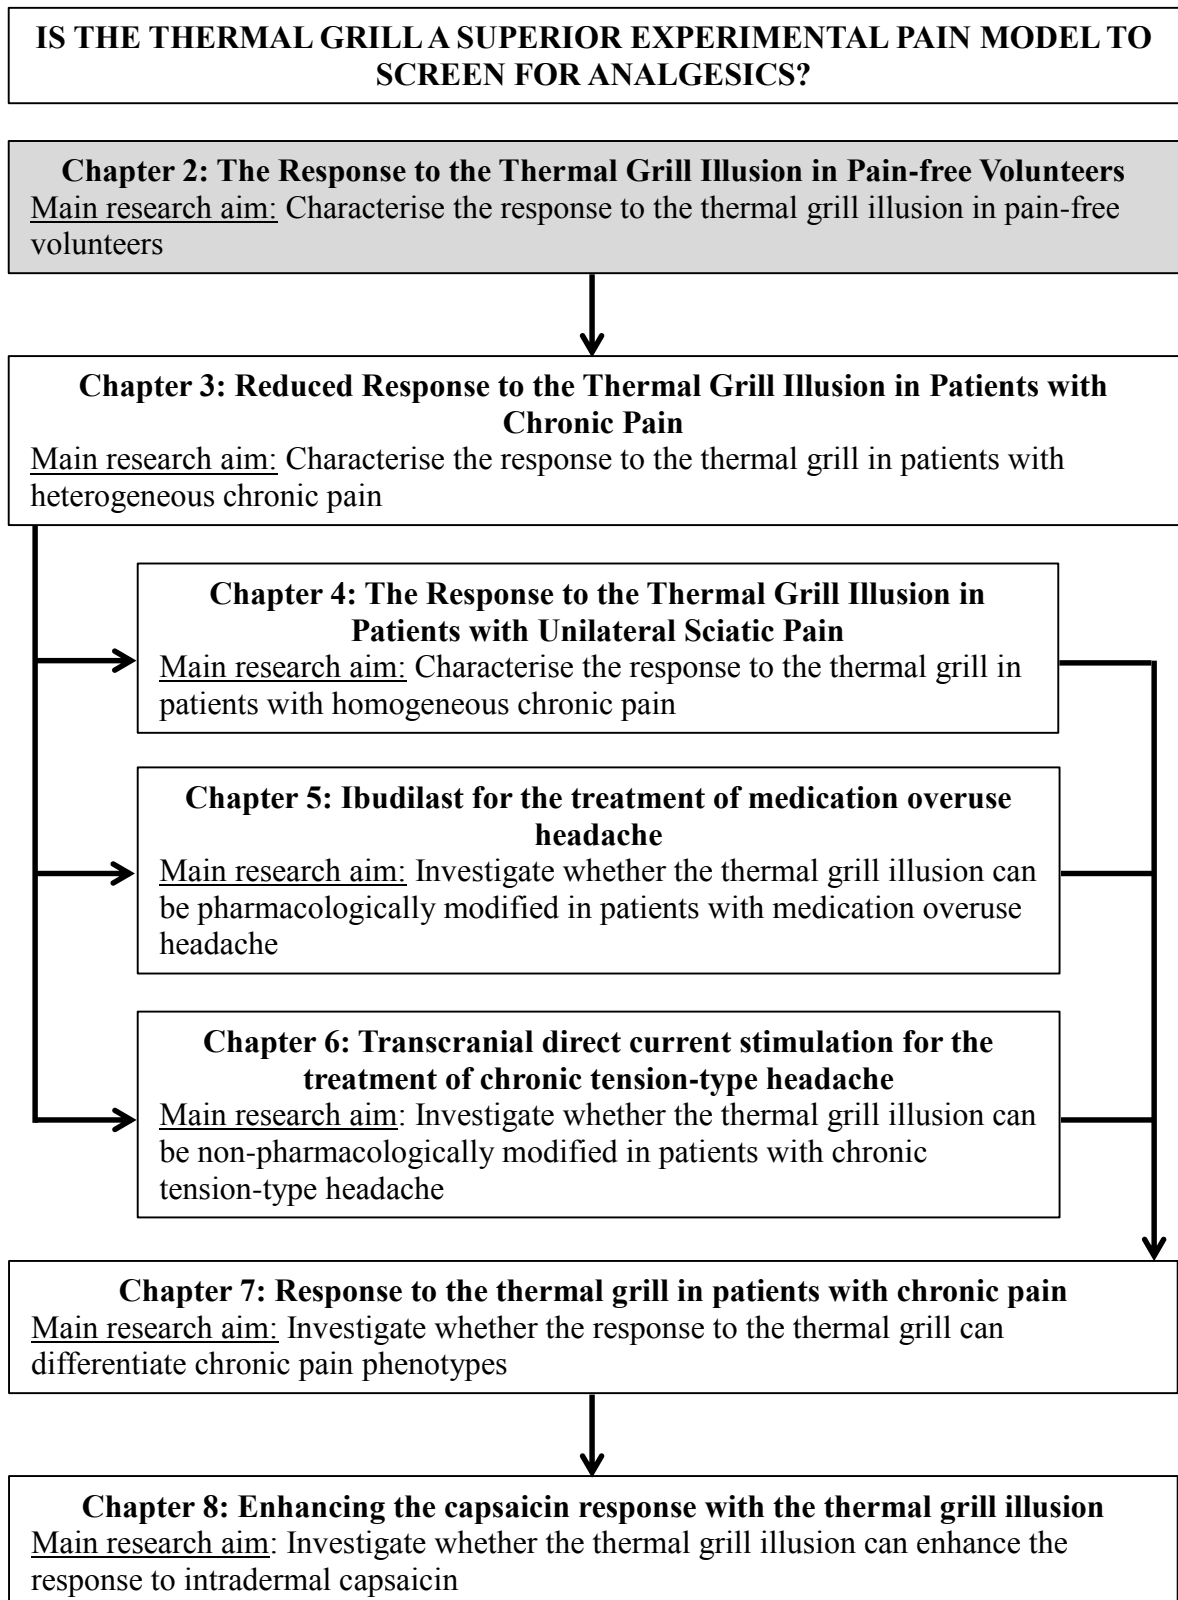 IS THE THERMAL GRILL A SUPERIOR EXPERIMENTAL PAIN MODEL TO
SCREEN FOR ANALGESICS?
Chapter 2: The Response to the Thermal Grill Illusion in Pain-free Volunteers
Main research aim: Characterise the response to the thermal grill illusion in pain-free
volunteers
Chapter 3: Reduced Response to the Thermal Grill Illusion in Patients with
Chronic Pain
Main research aim: Characterise the response to the thermal grill in patients with
heterogeneous chronic pain
Chapter 4: The Response to the Thermal Grill Illusion in
Patients with Unilateral Sciatic Pain
Main research aim: Characterise the response to the thermal grill in
patients with homogeneous chronic pain
Chapter 5: Ibudilast for the treatment of medication overuse
headache
Main research aim: Investigate whether the thermal grill illusion can
be pharmacologically modified in patients with medication overuse
headache
Chapter 6: Transcranial direct current stimulation for the
treatment of chronic tension-type headache
Main research aim: Investigate whether the thermal grill illusion can
be non-pharmacologically modified in patients with chronic
tension-type headache
Chapter 7: Response to the thermal grill in patients with chronic pain
Main research aim: Investigate whether the response to the thermal grill can
differentiate chronic pain phenotypes
Chapter 8: Enhancing the capsaicin response with the thermal grill illusion
Main research aim: Investigate whether the thermal grill illusion can enhance the
response to intradermal capsaicin